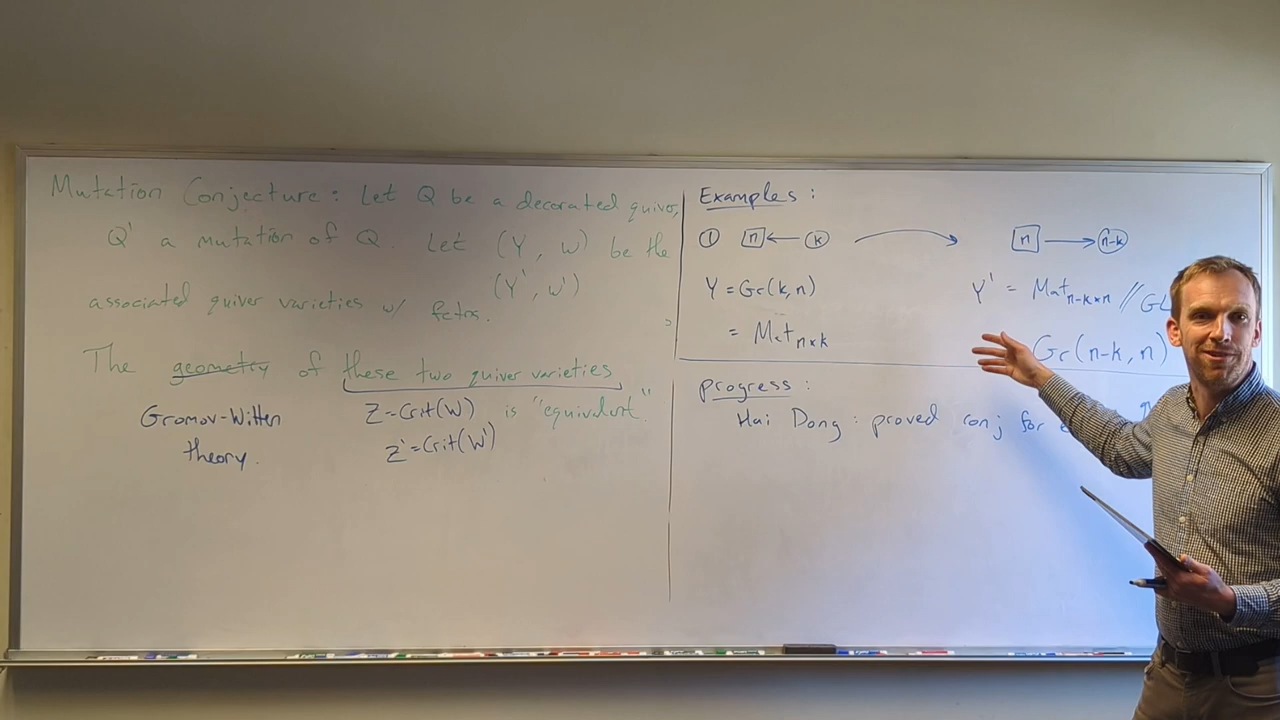 Mutation Conjecture : Let Q be a decorated quiver,
Q' a mutation of Q. Let (Y, W) be the
(Y', W')
associated quiver varieties w/ fctns.
The geometry of these two quiver varieties
Gromov-Witten Z = Crit(W) is "equivalent."
theory. Z' = Crit(W')
Examples :
① n ← k n → n-k
Y = Gr(k,n) Y' = Mat n-k×n // GL
= Mat n×k Gr(n-k, n)
progress :
Hai Dong : proved conj for